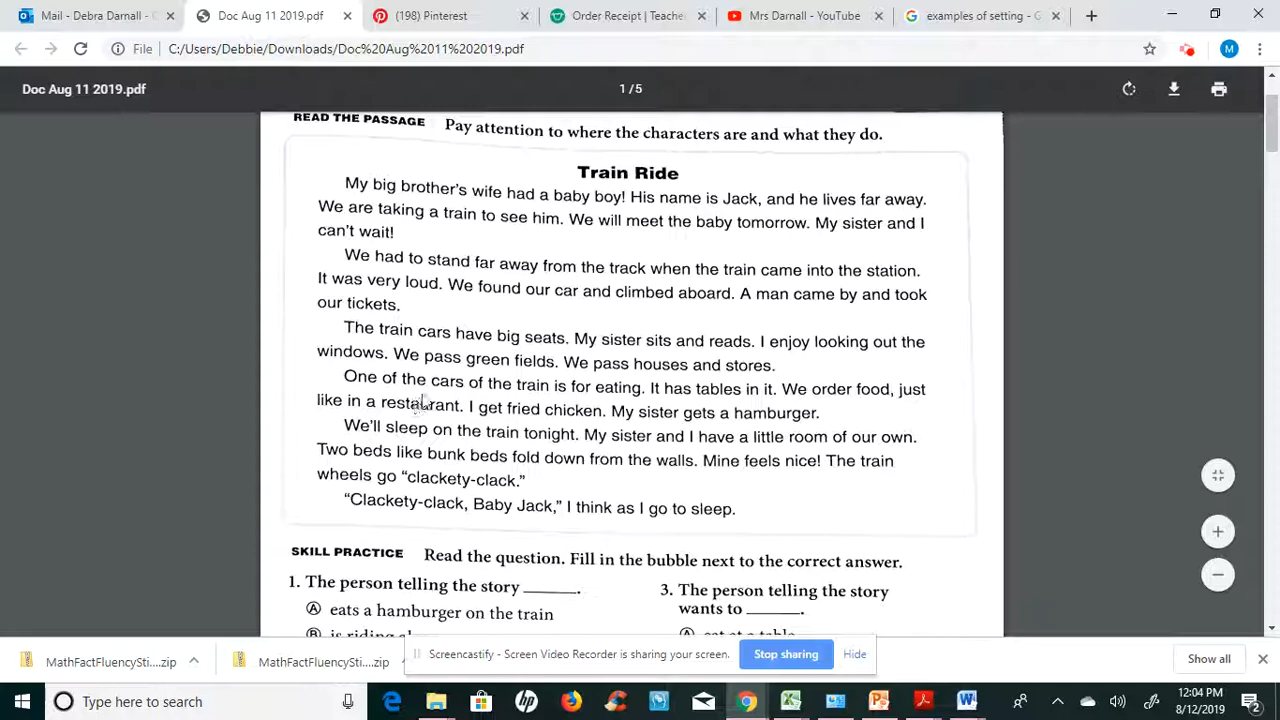 Mail - Debra Darnall - Outlook
Doc Aug 11 2019.pdf
(198) Pinterest
Order Receipt | Teache
Mrs Darnall - YouTube
examples of setting - G
File
C:/Users/Debbie/Downloads/Doc%20Aug%2011%202019.pdf
M
Doc Aug 11 2019.pdf
1 / 5
READ THE PASSAGE Pay attention to where the characters are and what they do.
Train Ride
My big brother's wife had a baby boy! His name is Jack, and he lives far away.
We are taking a train to see him. We will meet the baby tomorrow. My sister and I
can't wait!
We had to stand far away from the track when the train came into the station.
It was very loud. We found our car and climbed aboard. A man came by and took
our tickets.
The train cars have big seats. My sister sits and reads. I enjoy looking out the
windows. We pass green fields. We pass houses and stores.
One of the cars of the train is for eating. It has tables in it. We order food, just
like in a restaurant. I get fried chicken. My sister gets a hamburger.
We'll sleep on the train tonight. My sister and I have a little room of our own.
Two beds like bunk beds fold down from the walls. Mine feels nice! The train
wheels go "clackety-clack."
"Clackety-clack, Baby Jack," I think as I go to sleep.
SKILL PRACTICE Read the question. Fill in the bubble next to the correct answer.
1. The person telling the story ______.
A eats a hamburger on the train
B is riding
3. The person telling the story
wants to ______.
A eat at a table
MathFactFluencySti....zip
MathFactFluencySti....zip
Screencastify - Screen Video Recorder is sharing your screen.
Stop sharing
Hide
Show all
Type here to search
12:04 PM
8/12/2019
2